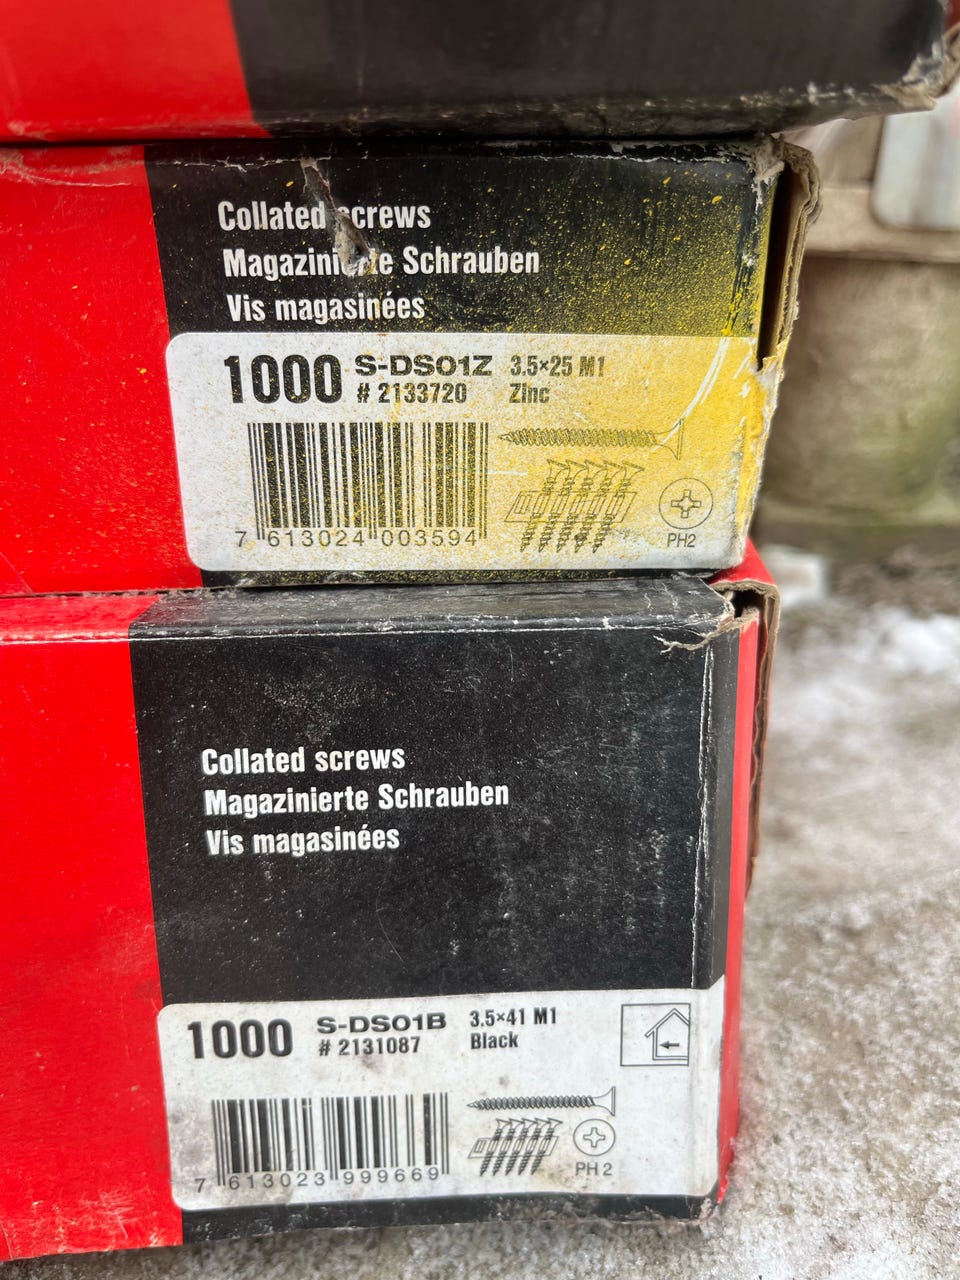 Collated screws
Magazinierte Schrauben
Vis magasinées
1000 S-DS01Z 3.5×25 M1
# 2133720 Zinc
7 613024 003594
PH2
Collated screws
Magazinierte Schrauben
Vis magasinées
1000 S-DS01B 3.5×41 M1
# 2131087 Black
7 613023 999669
PH 2